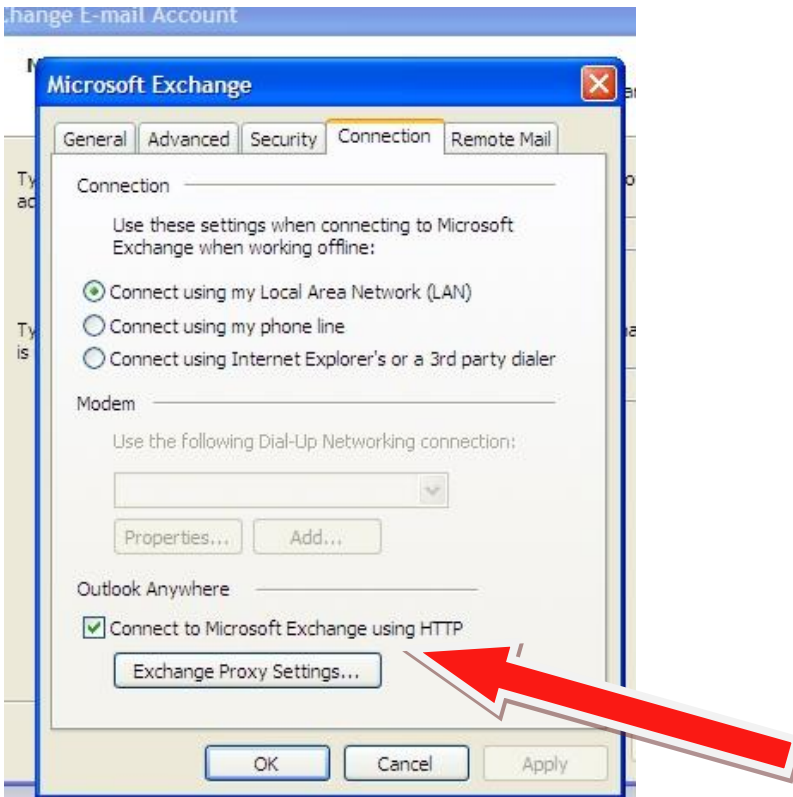 hange E-mail Account
Microsoft Exchange
General Advanced Security Connection Remote Mail
Connection
Use these settings when connecting to Microsoft
Exchange when working offline:
Connect using my Local Area Network (LAN)
Connect using my phone line
Connect using Internet Explorer's or a 3rd party dialer
Modem
Use the following Dial-Up Networking connection:
Properties... Add...
Outlook Anywhere
Connect to Microsoft Exchange using HTTP
Exchange Proxy Settings...
OK Cancel Apply